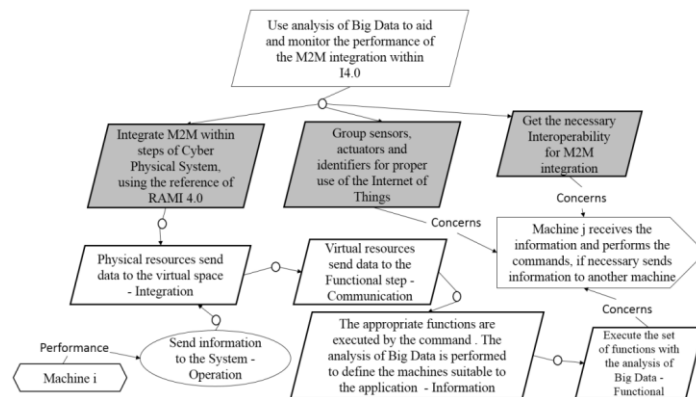 Use analysis of Big Data to aid
and monitor the performance of
the M2M integration within
I4.0
Integrate M2M within
steps of Cyber
Physical System,
using the reference of
RAMI 4.0
Group sensors,
actuators and
identifiers for proper
use of the Internet of
Things
Get the necessary
Interoperability
for M2M
integration
Concerns
Concerns
Machine j receives the
information and performs the
commands, if necessary sends
information to another machine
Physical resources send
data to the virtual space
- Integration
Virtual resources
send data to the
Functional step -
Communication
Concerns
Send information
to the System -
Operation
Performance
Machine i
The appropriate functions are
executed by the command . The
analysis of Big Data is performed
to define the machines suitable to
the application - Information
Execute the set
of functions with
the analysis of
Big Data -
Functional